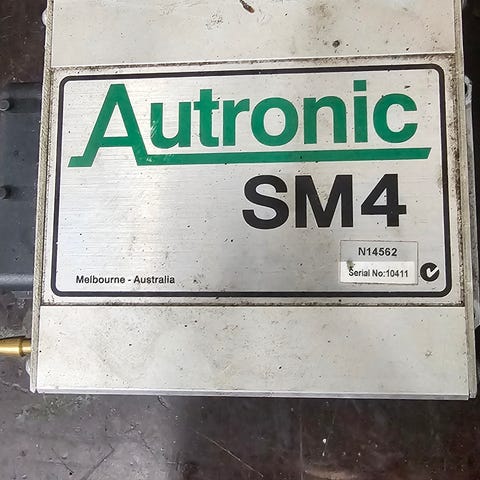 Autronic
SM4
N14562
Serial No:10411
Melbourne - Australia